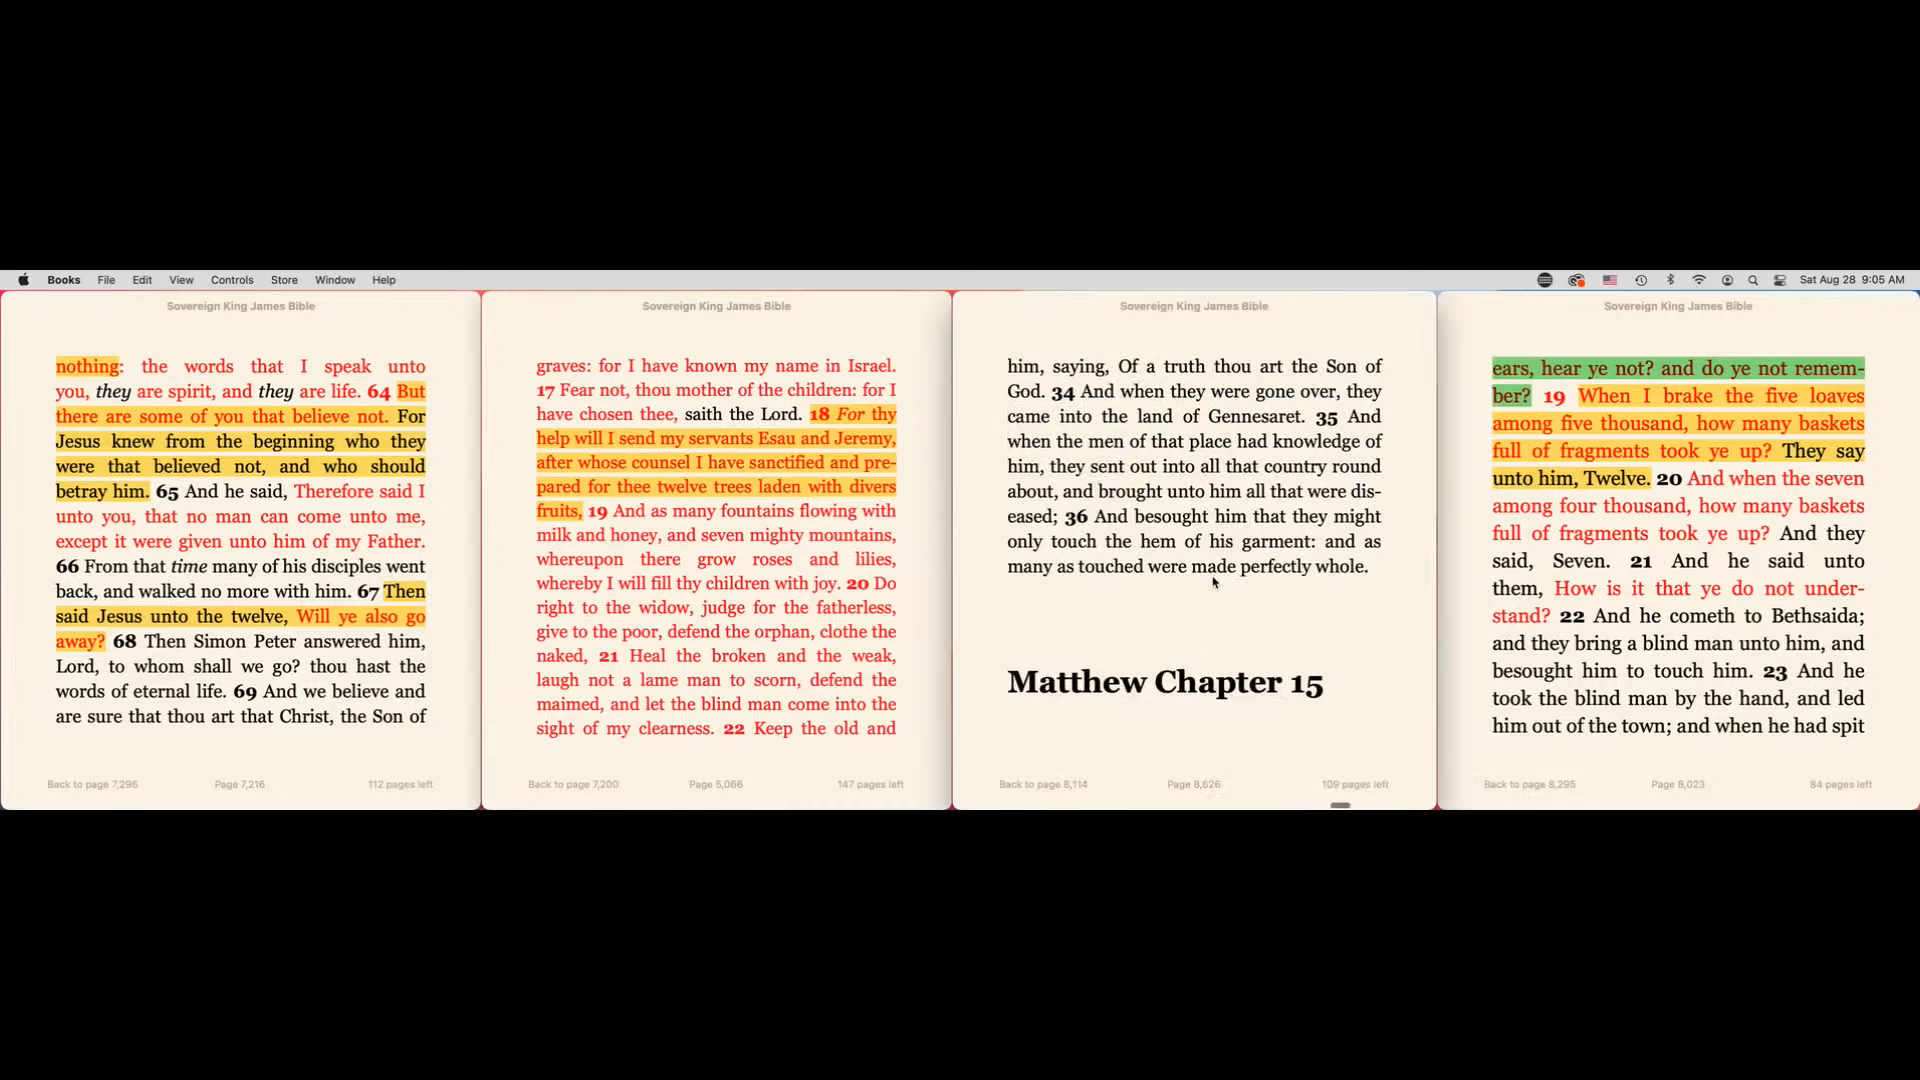 Books File Edit View Controls Store Window Help Sat Aug 28 9:05 AM
Sovereign King James Bible
nothing: the words that I speak unto
you, they are spirit, and they are life. 64 But
there are some of you that believe not. For
Jesus knew from the beginning who they
were that believed not, and who should
betray him. 65 And he said, Therefore said I
unto you, that no man can come unto me,
except it were given unto him of my Father.
66 From that time many of his disciples went
back, and walked no more with him. 67 Then
said Jesus unto the twelve, Will ye also go
away? 68 Then Simon Peter answered him,
Lord, to whom shall we go? thou hast the
words of eternal life. 69 And we believe and
are sure that thou art that Christ, the Son of
Back to page 7,296 Page 7,216 112 pages left
Sovereign King James Bible
graves: for I have known my name in Israel.
17 Fear not, thou mother of the children: for I
have chosen thee, saith the Lord. 18 For thy
help will I send my servants Esau and Jeremy,
after whose counsel I have sanctified and pre-
pared for thee twelve trees laden with divers
fruits, 19 And as many fountains flowing with
milk and honey, and seven mighty mountains,
whereupon there grow roses and lilies,
whereby I will fill thy children with joy. 20 Do
right to the widow, judge for the fatherless,
give to the poor, defend the orphan, clothe the
naked, 21 Heal the broken and the weak,
laugh not a lame man to scorn, defend the
maimed, and let the blind man come into the
sight of my clearness. 22 Keep the old and
Back to page 7,200 Page 5,066 147 pages left
Sovereign King James Bible
him, saying, Of a truth thou art the Son of
God. 34 And when they were gone over, they
came into the land of Gennesaret. 35 And
when the men of that place had knowledge of
him, they sent out into all that country round
about, and brought unto him all that were dis-
eased; 36 And besought him that they might
only touch the hem of his garment: and as
many as touched were made perfectly whole.
Matthew Chapter 15
Back to page 8,114 Page 8,626 109 pages left
Sovereign King James Bible
ears, hear ye not? and do ye not remem-
ber? 19 When I brake the five loaves
among five thousand, how many baskets
full of fragments took ye up? They say
unto him, Twelve. 20 And when the seven
among four thousand, how many baskets
full of fragments took ye up? And they
said, Seven. 21 And he said unto
them, How is it that ye do not under-
stand? 22 And he cometh to Bethsaida;
and they bring a blind man unto him, and
besought him to touch him. 23 And he
took the blind man by the hand, and led
him out of the town; and when he had spit
Back to page 8,295 Page 8,023 84 pages left